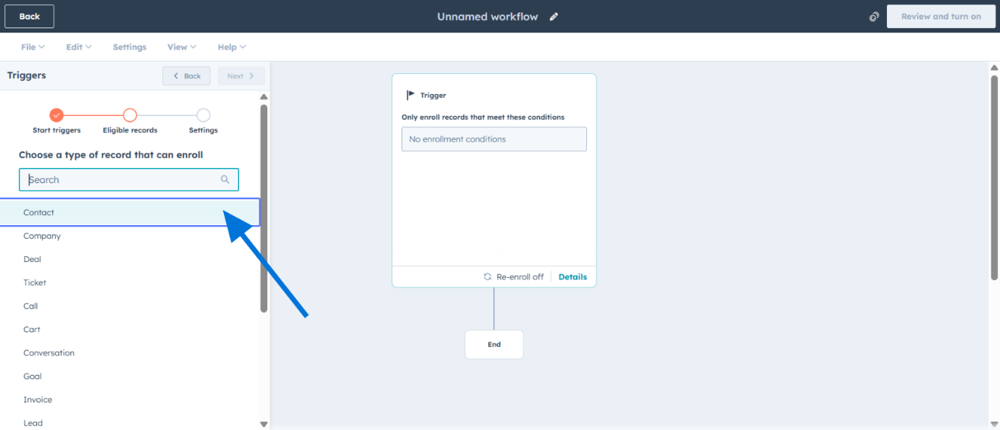 Back
Unnamed workflow
Review and turn on
File
Edit
Settings
View
Help
Triggers
Back
Next
Start triggers
Eligible records
Settings
Choose a type of record that can enroll
Search
Contact
Company
Deal
Ticket
Call
Cart
Conversation
Goal
Invoice
Lead
Trigger
Only enroll records that meet these conditions
No enrollment conditions
Re-enroll off
Details
End